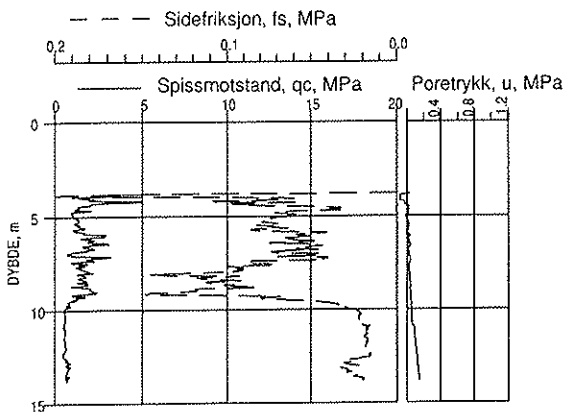 Sidefriksjon, fs, MPa
0,2 0,1 0,0
Spissmotstand, qc, MPa Poretrykk, u, MPa
0 5 10 15 20 0,4 0,8 1,2
0
5
10
15
DYBDE, m